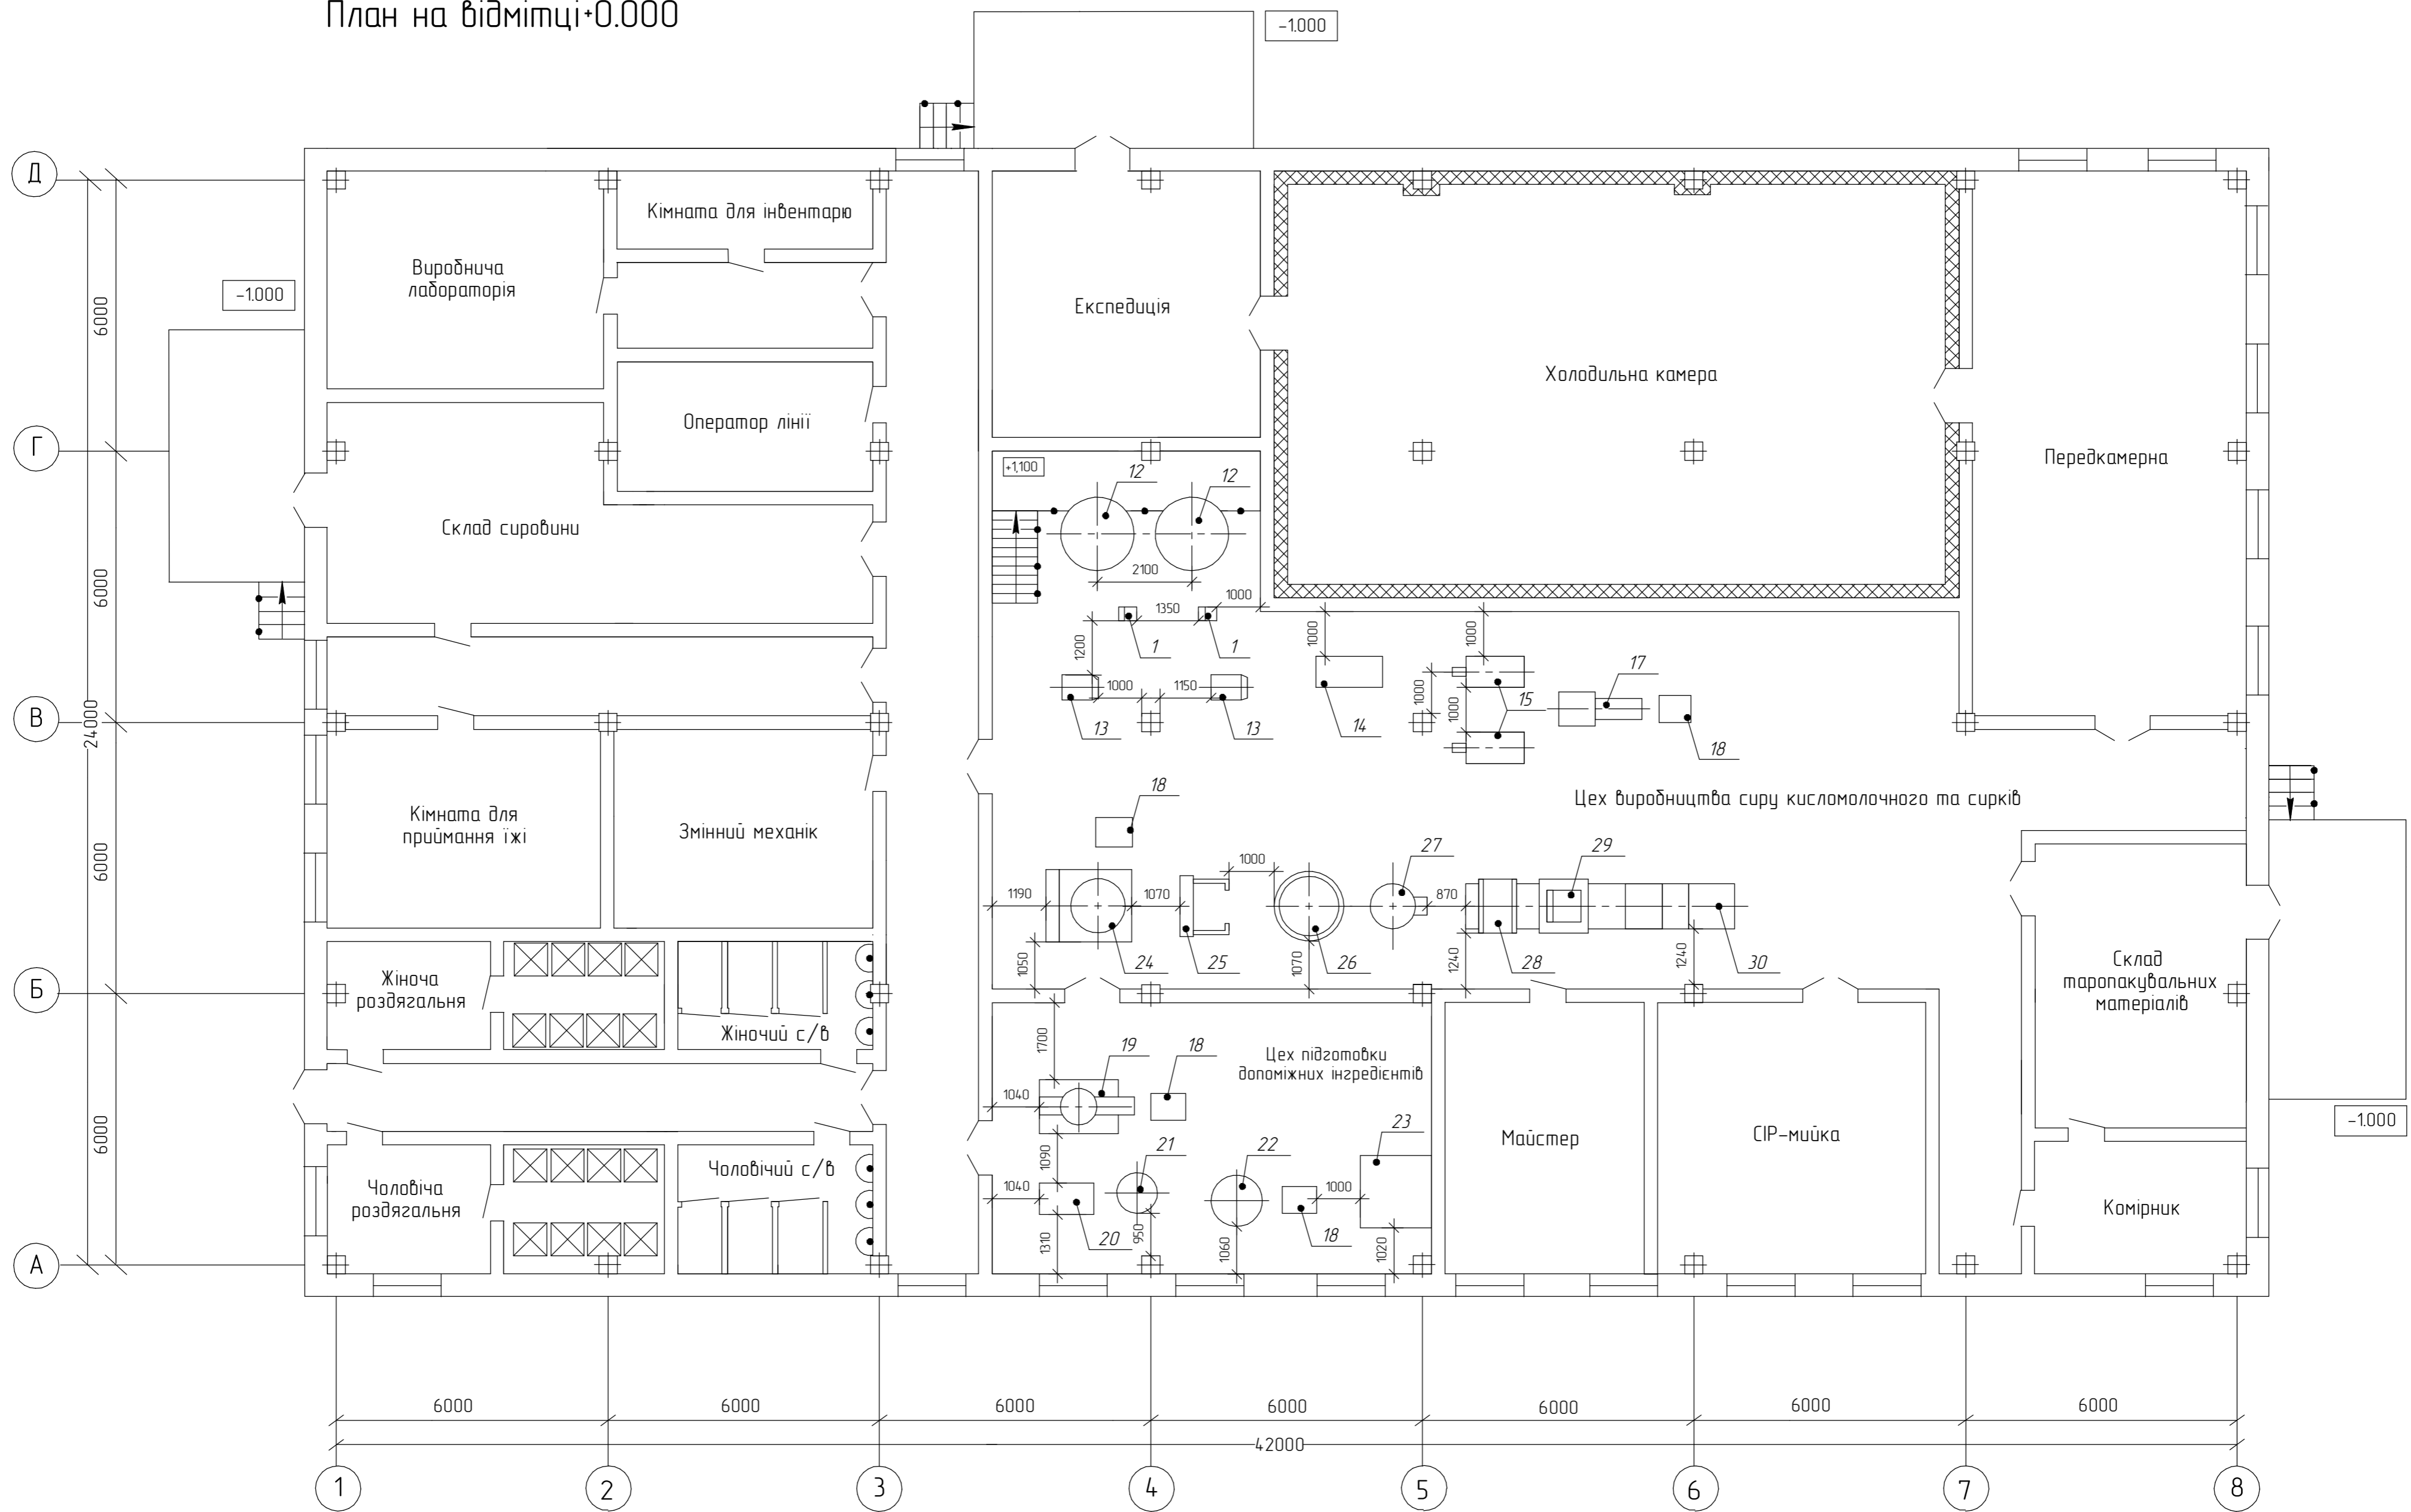 План на відмітці+0.000
-1.000
Д
Кімната для інвентарю
Виробнича
лабораторія
-1.000
6000
Експедиція
Холодильна камера
Оператор лінії
Г
Передкамерна
+1,100
12
12
Склад сировини
2100
6000
1000
1350
1
1
1200
1000
1000
17
1000
1150
1000
1000
15
13
13
14
18
В
24000
18
Цех виробництва сиру кисломолочного та сирків
Кімната для
приймання їжі
Змінний механік
6000
27
29
1000
1190
1070
870
1050
24
25
1070
26
1240
28
1240
30
Склад
таропакувальних
матеріалів
Б
Жіноча
роздягальня
Жіночий с/в
1700
19
18
Цех підготовки
допоміжних інгредієнтів
1040
23
-1.000
6000
Майстер
CIP-мийка
1090
21
22
Чоловічий с/в
Чоловіча
роздягальня
1040
1000
Комірник
1310
20
950
1060
18
1020
А
6000
6000
6000
6000
6000
6000
6000
42000
1
2
3
4
5
6
7
8